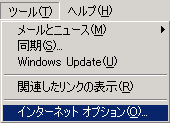 ツール(T) ヘルプ(H)
メールとニュース(M)
同期(S)...
Windows Update(U)
関連したリンクの表示(R)
インターネット オプション(O)...